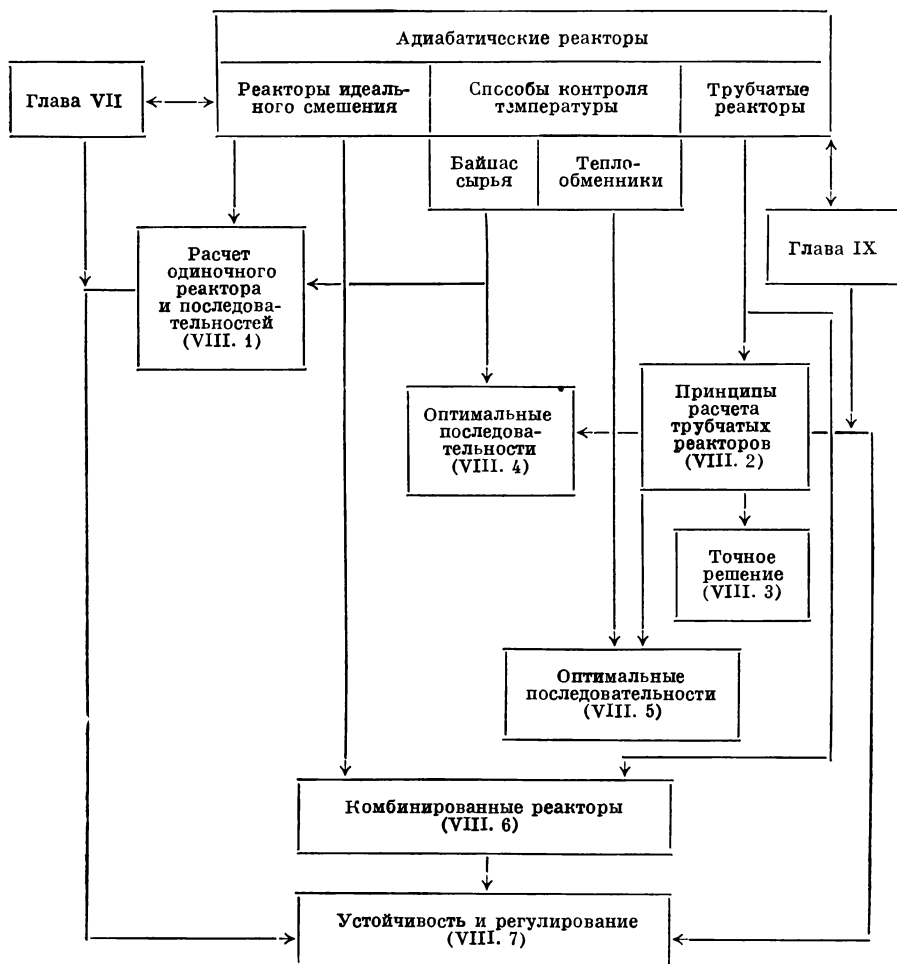 Адиабатические реакторы
Глава VII
Реакторы идеаль-
ного смешения
Способы контроля
температуры
Трубчатые
реакторы
Байпас
сырья
Тепло-
обменники
Глава IX
Расчет
одиночного
реактора
и последова-
тельностей
(VIII. 1)
Оптимальные
последова-
тельности
(VIII. 4)
Принципы
расчета
трубчатых
реакторов
(VIII. 2)
Точное
решение
(VIII. 3)
Оптимальные
последовательности
(VIII. 5)
Комбинированные реакторы
(VIII. 6)
Устойчивость и регулирование
(VIII. 7)